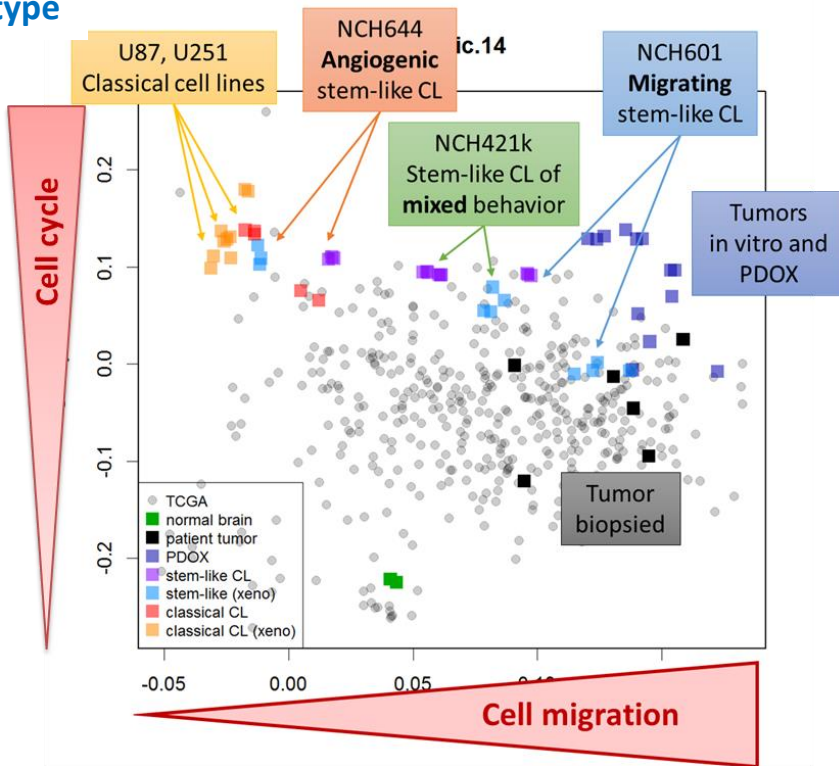 type
U87, U251
Classical cell lines
NCH644
Angiogenic
stem-like CL
ic.14
NCH601
Migrating
stem-like CL
NCH421k
Stem-like CL of
mixed behavior
Tumors
in vitro and
PDOX
Cell cycle
0.2
0.1
0.0
-0.1
-0.2
Tumor
biopsied
TCGA
normal brain
patient tumor
PDOX
stem-like CL
stem-like (xeno)
classical CL
classical CL (xeno)
-0.05
0.00
0.05
0.10
Cell migration